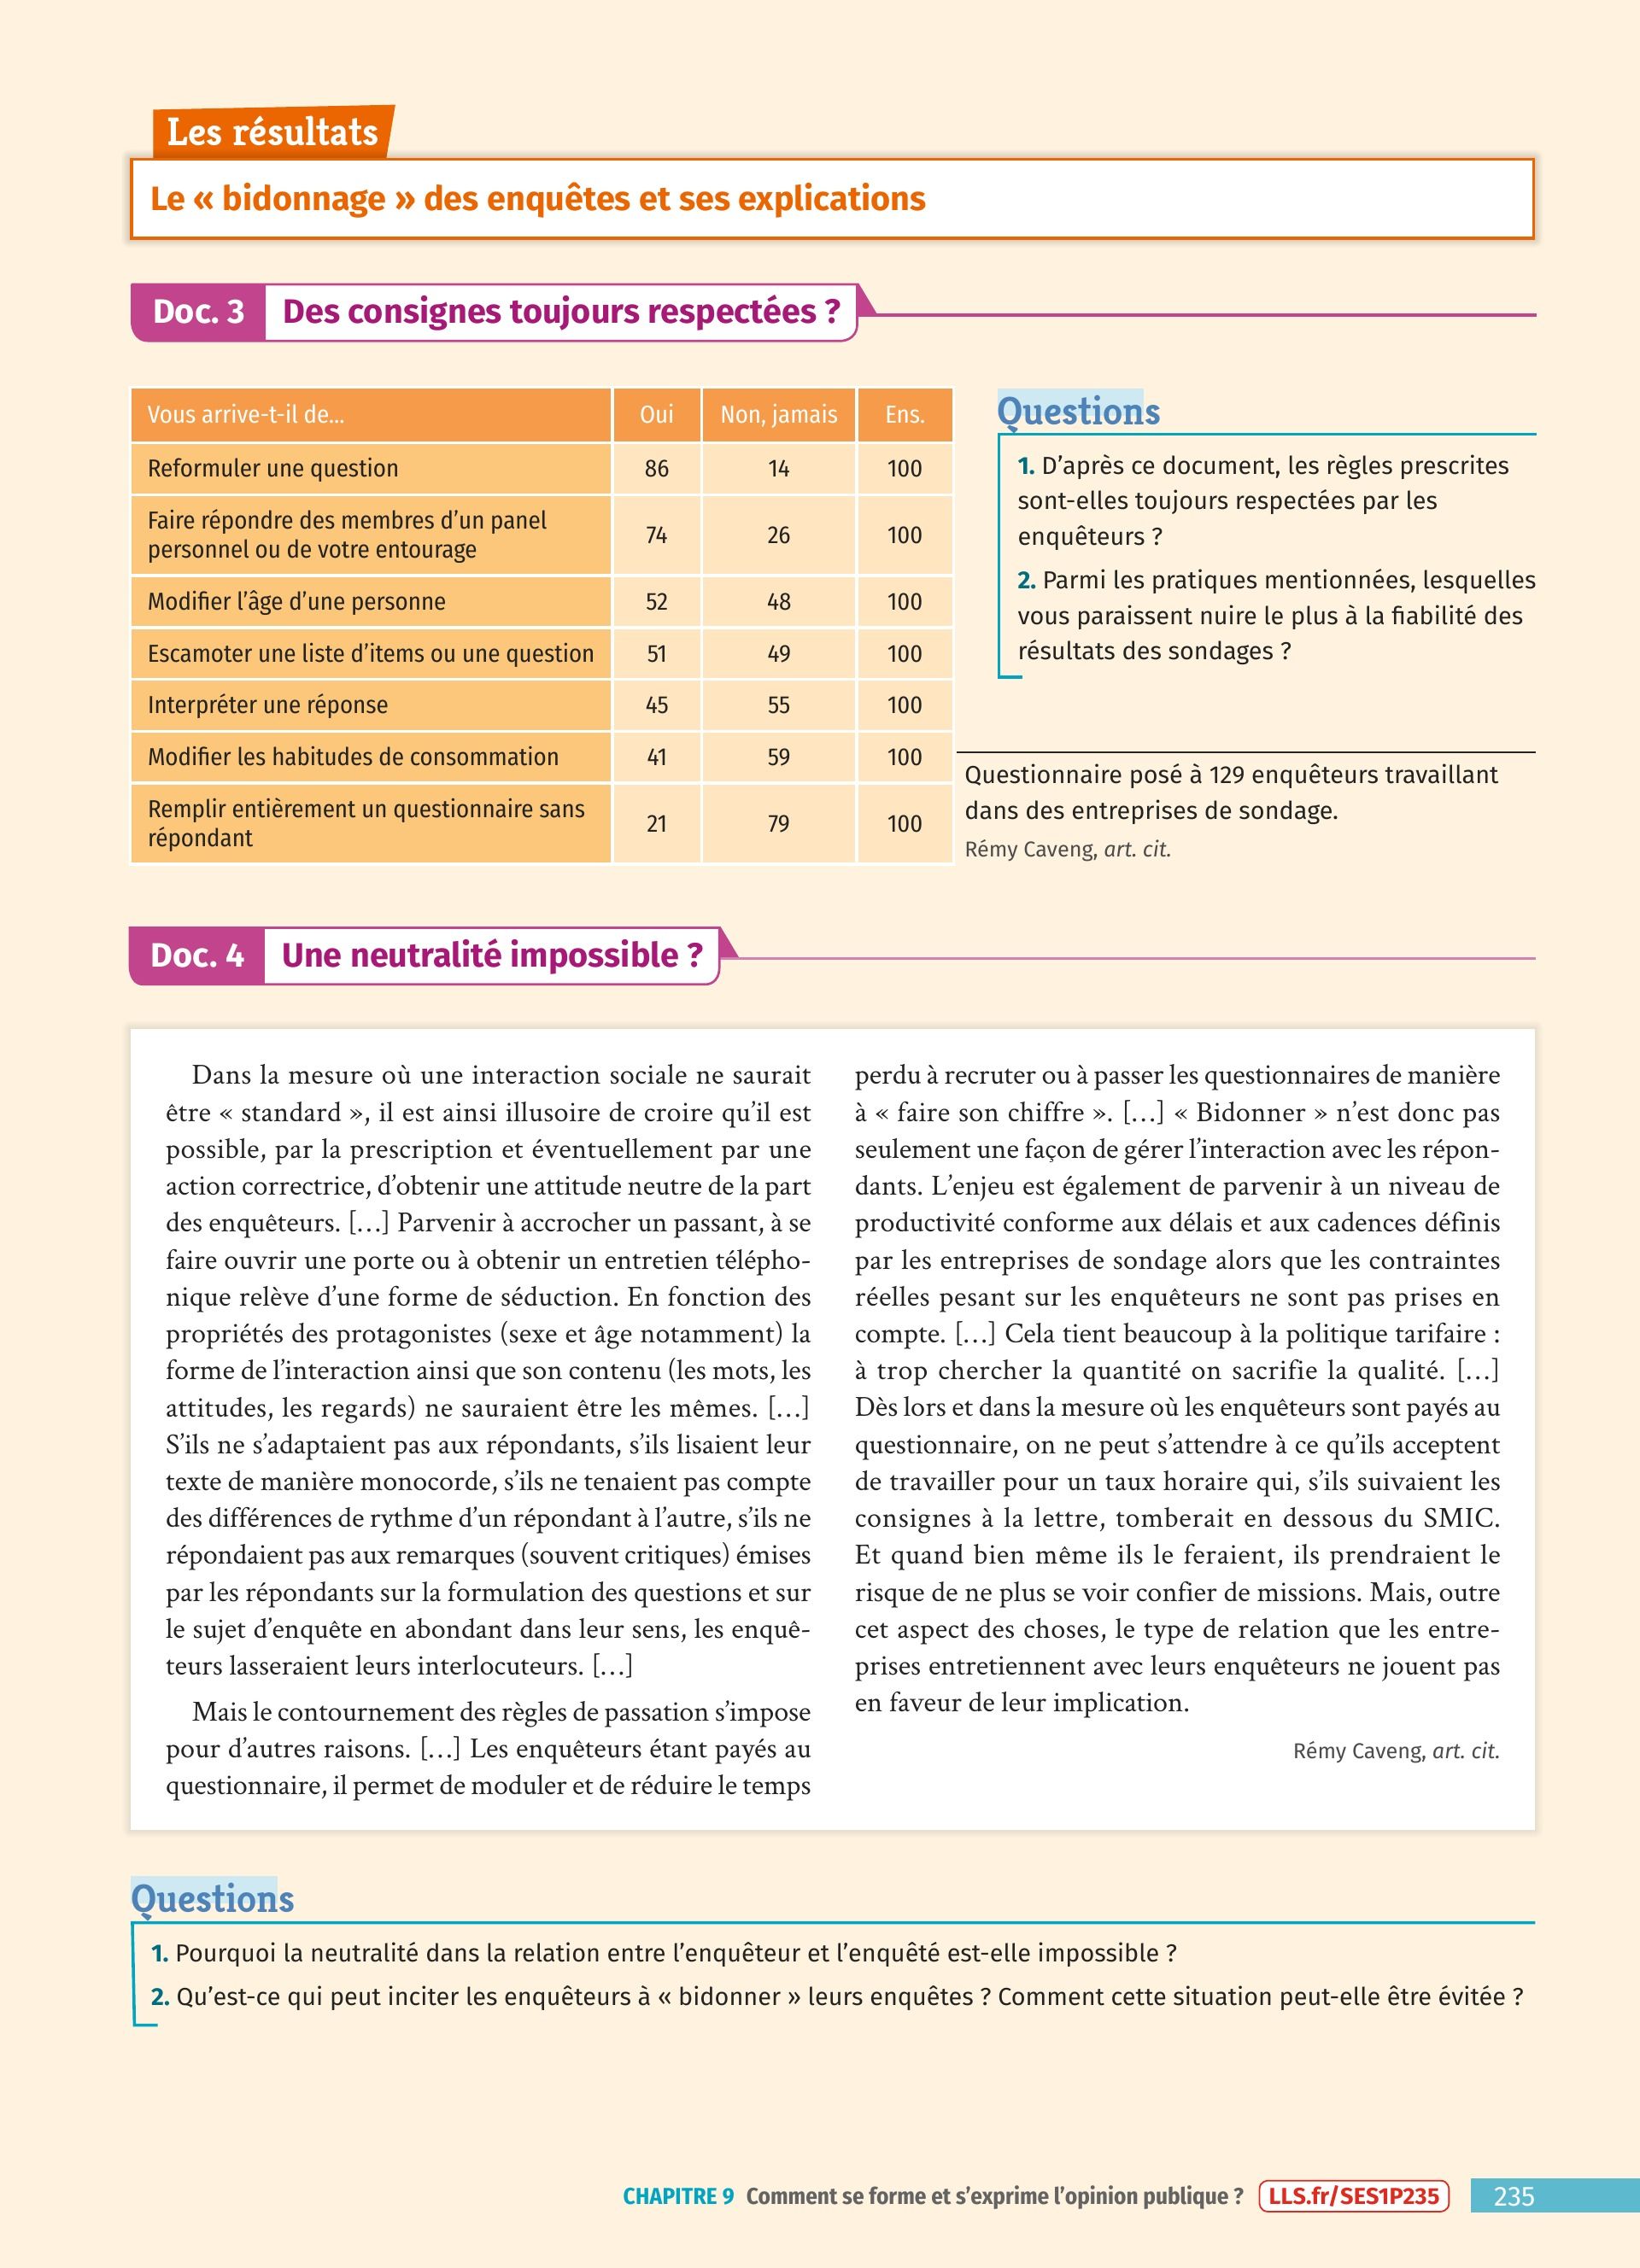 Les résultats
Le « bidonnage » des enquêtes et ses explications
Doc. 3 Des consignes toujours respectées ?
Vous arrive-t-il de... Oui Non, jamais Ens.
Reformuler une question 86 14 100
Faire répondre des membres d’un panel
personnel ou de votre entourage 74 26 100
Modifier l’âge d’une personne 52 48 100
Escamoter une liste d’items ou une question 51 49 100
Interpréter une réponse 45 55 100
Modifier les habitudes de consommation 41 59 100
Remplir entièrement un questionnaire sans
répondant 21 79 100
Questions
1. D’après ce document, les règles prescrites
sont-elles toujours respectées par les
enquêteurs ?
2. Parmi les pratiques mentionnées, lesquelles
vous paraissent nuire le plus à la fiabilité des
résultats des sondages ?
Questionnaire posé à 129 enquêteurs travaillant
dans des entreprises de sondage.
Rémy Caveng, art. cit.
Doc. 4 Une neutralité impossible ?
Dans la mesure où une interaction sociale ne saurait
être « standard », il est ainsi illusoire de croire qu’il est
possible, par la prescription et éventuellement par une
action correctrice, d’obtenir une attitude neutre de la part
des enquêteurs. […] Parvenir à accrocher un passant, à se
faire ouvrir une porte ou à obtenir un entretien télépho-
nique relève d’une forme de séduction. En fonction des
propriétés des protagonistes (sexe et âge notamment) la
forme de l’interaction ainsi que son contenu (les mots, les
attitudes, les regards) ne sauraient être les mêmes. […]
S’ils ne s’adaptaient pas aux répondants, s’ils lisaient leur
texte de manière monocorde, s’ils ne tenaient pas compte
des différences de rythme d’un répondant à l’autre, s’ils ne
répondaient pas aux remarques (souvent critiques) émises
par les répondants sur la formulation des questions et sur
le sujet d’enquête en abondant dans leur sens, les enquê-
teurs lasseraient leurs interlocuteurs. […]
Mais le contournement des règles de passation s’impose
pour d’autres raisons. […] Les enquêteurs étant payés au
questionnaire, il permet de moduler et de réduire le temps
perdu à recruter ou à passer les questionnaires de manière
à « faire son chiffre ». […] « Bidonner » n’est donc pas
seulement une façon de gérer l’interaction avec les répon-
dants. L’enjeu est également de parvenir à un niveau de
productivité conforme aux délais et aux cadences définis
par les entreprises de sondage alors que les contraintes
réelles pesant sur les enquêteurs ne sont pas prises en
compte. […] Cela tient beaucoup à la politique tarifaire :
à trop chercher la quantité on sacrifie la qualité. […]
Dès lors et dans la mesure où les enquêteurs sont payés au
questionnaire, on ne peut s’attendre à ce qu’ils acceptent
de travailler pour un taux horaire qui, s’ils suivaient les
consignes à la lettre, tomberait en dessous du SMIC.
Et quand bien même ils le feraient, ils prendraient le
risque de ne plus se voir confier de missions. Mais, outre
cet aspect des choses, le type de relation que les entre-
prises entretiennent avec leurs enquêteurs ne jouent pas
en faveur de leur implication.
Rémy Caveng, art. cit.
Questions
1. Pourquoi la neutralité dans la relation entre l’enquêteur et l’enquêté est-elle impossible ?
2. Qu’est-ce qui peut inciter les enquêteurs à « bidonner » leurs enquêtes ? Comment cette situation peut-elle être évitée ?
CHAPITRE 9 Comment se forme et s’exprime l’opinion publique ? LLS.fr/SES1P235 235